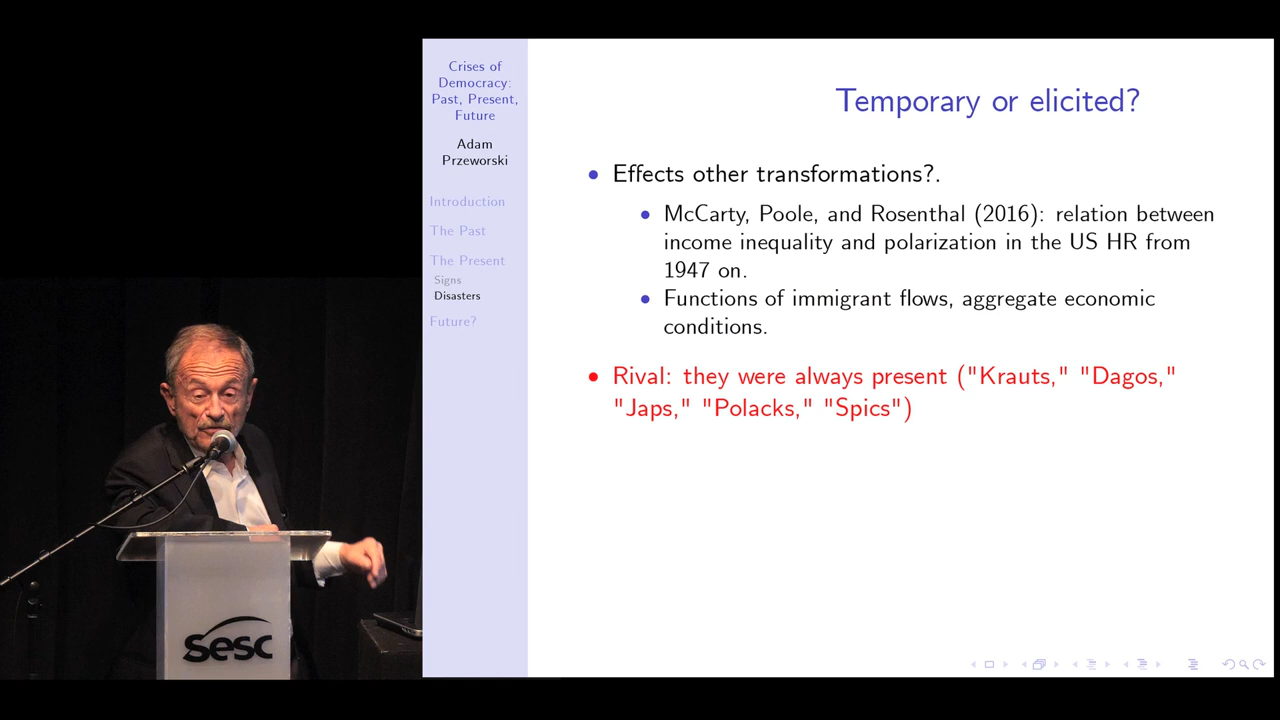 Crises of
Democracy:
Past, Present,
Future
Adam
Przeworski
Introduction
The Past
The Present
Signs
Disasters
Future?
Temporary or elicited?
• Effects other transformations?.
• McCarty, Poole, and Rosenthal (2016): relation between
income inequality and polarization in the US HR from
1947 on.
• Functions of immigrant flows, aggregate economic
conditions.
• Rival: they were always present ("Krauts," "Dagos,"
"Japs," "Polacks," "Spics")
sesc